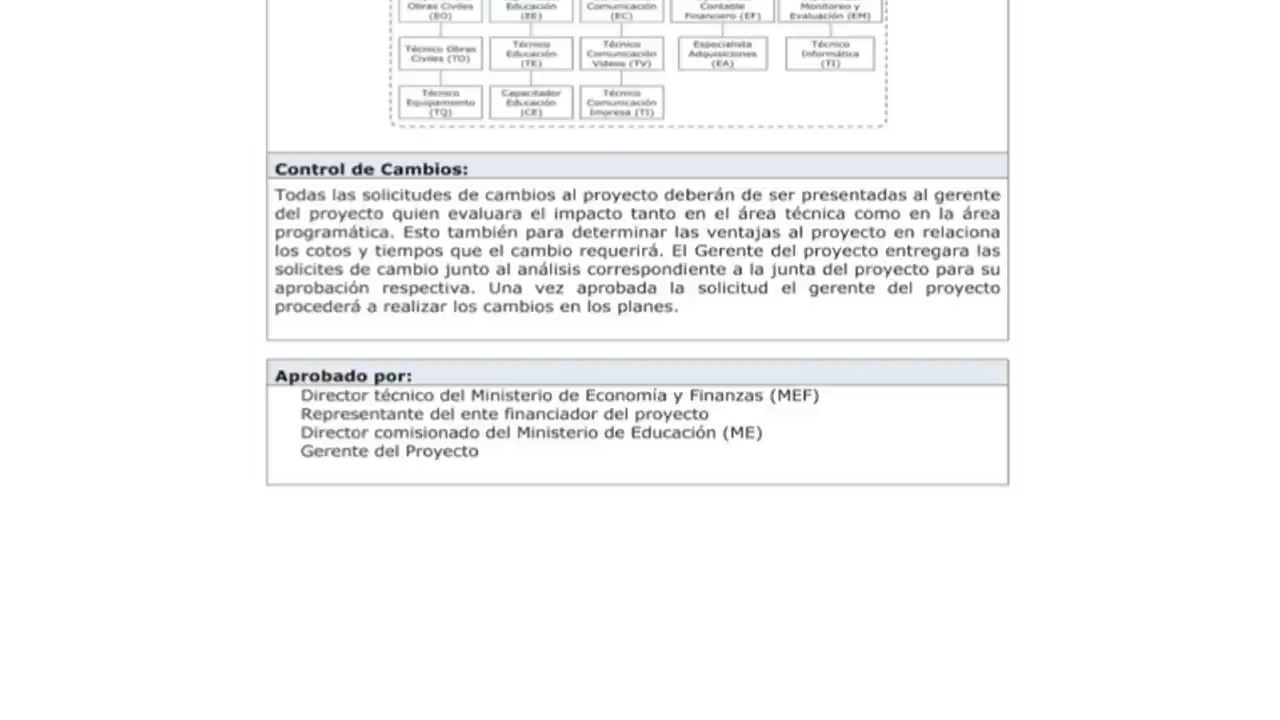 Obras Civiles
(EO)
Educación
(EE)
Comunicación
(EC)
Contable
Financiero (EF)
Monitoreo y
Evaluación (EM)
Técnico Obras
Civiles (TO)
Técnico
Educación
(TE)
Técnico
Comunicación
Videos (TV)
Especialista
Adquisiciones
(EA)
Técnico
Informática
(TI)
Técnico
Equipamiento
(TQ)
Capacitador
Educación
(CE)
Técnico
Comunicación
Impresa (TI)
Control de Cambios:
Todas las solicitudes de cambios al proyecto deberán de ser presentadas al gerente
del proyecto quien evaluara el impacto tanto en el área técnica como en la área
programática. Esto también para determinar las ventajas al proyecto en relaciona
los cotos y tiempos que el cambio requerirá. El Gerente del proyecto entregara las
solicites de cambio junto al análisis correspondiente a la junta del proyecto para su
aprobación respectiva. Una vez aprobada la solicitud el gerente del proyecto
procederá a realizar los cambios en los planes.
Aprobado por:
Director técnico del Ministerio de Economía y Finanzas (MEF)
Representante del ente financiador del proyecto
Director comisionado del Ministerio de Educación (ME)
Gerente del Proyecto